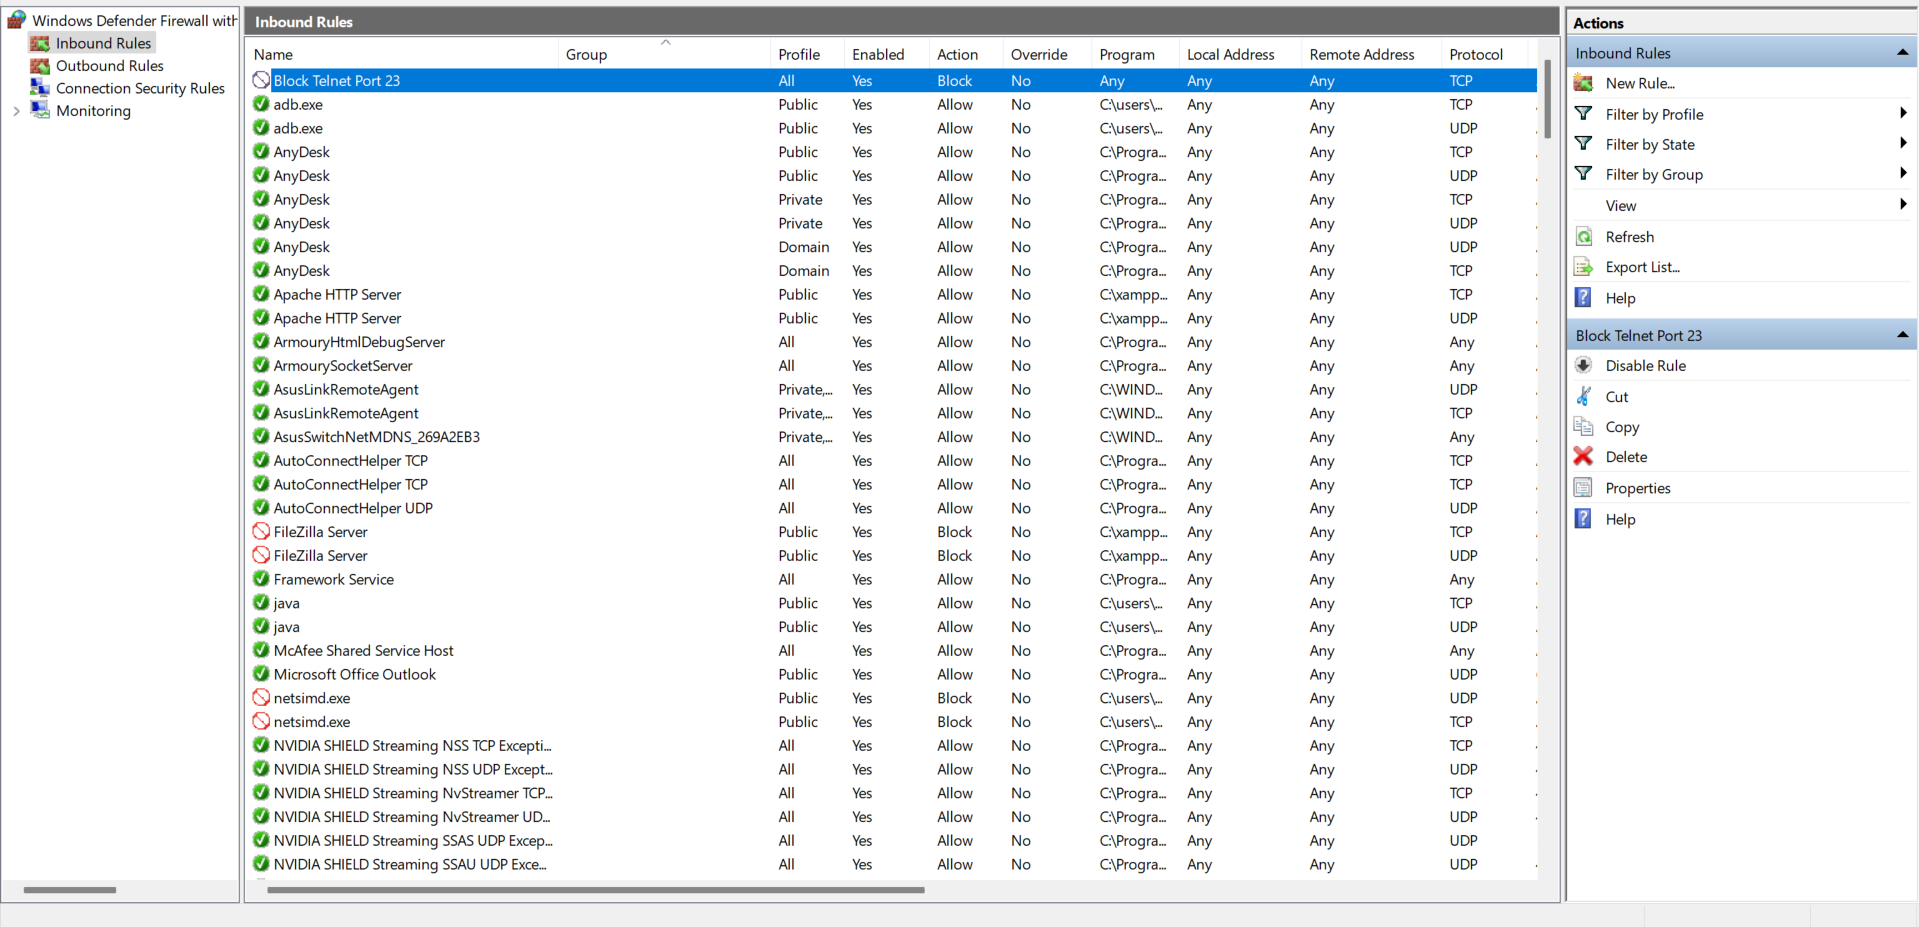 Windows Defender Firewall with
Inbound Rules
Outbound Rules
Connection Security Rules
Monitoring
Inbound Rules
Name Group Profile Enabled Action Override Program Local Address Remote Address Protocol
Block Telnet Port 23 All Yes Block No Any Any Any TCP
adb.exe Public Yes Allow No C:\users\... Any Any TCP
adb.exe Public Yes Allow No C:\users\... Any Any UDP
AnyDesk Public Yes Allow No C:\Progra... Any Any TCP
AnyDesk Public Yes Allow No C:\Progra... Any Any UDP
AnyDesk Private Yes Allow No C:\Progra... Any Any TCP
AnyDesk Private Yes Allow No C:\Progra... Any Any UDP
AnyDesk Domain Yes Allow No C:\Progra... Any Any UDP
AnyDesk Domain Yes Allow No C:\Progra... Any Any TCP
Apache HTTP Server Public Yes Allow No C:\xampp... Any Any TCP
Apache HTTP Server Public Yes Allow No C:\xampp... Any Any UDP
ArmouryHtmlDebugServer All Yes Allow No C:\Progra... Any Any Any
ArmourySocketServer All Yes Allow No C:\Progra... Any Any Any
AsusLinkRemoteAgent Private,... Yes Allow No C:\WIND... Any Any UDP
AsusLinkRemoteAgent Private,... Yes Allow No C:\WIND... Any Any TCP
AsusSwitchNetMDNS_269A2EB3 Private,... Yes Allow No C:\WIND... Any Any Any
AutoConnectHelper TCP All Yes Allow No C:\Progra... Any Any TCP
AutoConnectHelper TCP All Yes Allow No C:\Progra... Any Any TCP
AutoConnectHelper UDP All Yes Allow No C:\Progra... Any Any UDP
FileZilla Server Public Yes Block No C:\xampp... Any Any TCP
FileZilla Server Public Yes Block No C:\xampp... Any Any UDP
Framework Service All Yes Allow No C:\Progra... Any Any Any
java Public Yes Allow No C:\users\... Any Any TCP
java Public Yes Allow No C:\users\... Any Any UDP
McAfee Shared Service Host All Yes Allow No C:\Progra... Any Any Any
Microsoft Office Outlook Public Yes Allow No C:\Progra... Any Any UDP
netsimd.exe Public Yes Block No C:\users\... Any Any UDP
netsimd.exe Public Yes Block No C:\users\... Any Any TCP
NVIDIA SHIELD Streaming NSS TCP Excepti... All Yes Allow No C:\Progra... Any Any TCP
NVIDIA SHIELD Streaming NSS UDP Except... All Yes Allow No C:\Progra... Any Any UDP
NVIDIA SHIELD Streaming NvStreamer TCP... All Yes Allow No C:\Progra... Any Any TCP
NVIDIA SHIELD Streaming NvStreamer UD... All Yes Allow No C:\Progra... Any Any UDP
NVIDIA SHIELD Streaming SSAS UDP Excep... All Yes Allow No C:\Progra... Any Any UDP
NVIDIA SHIELD Streaming SSAU UDP Exce... All Yes Allow No C:\Progra... Any Any UDP
Actions
Inbound Rules
New Rule...
Filter by Profile
Filter by State
Filter by Group
View
Refresh
Export List...
Help
Block Telnet Port 23
Disable Rule
Cut
Copy
Delete
Properties
Help